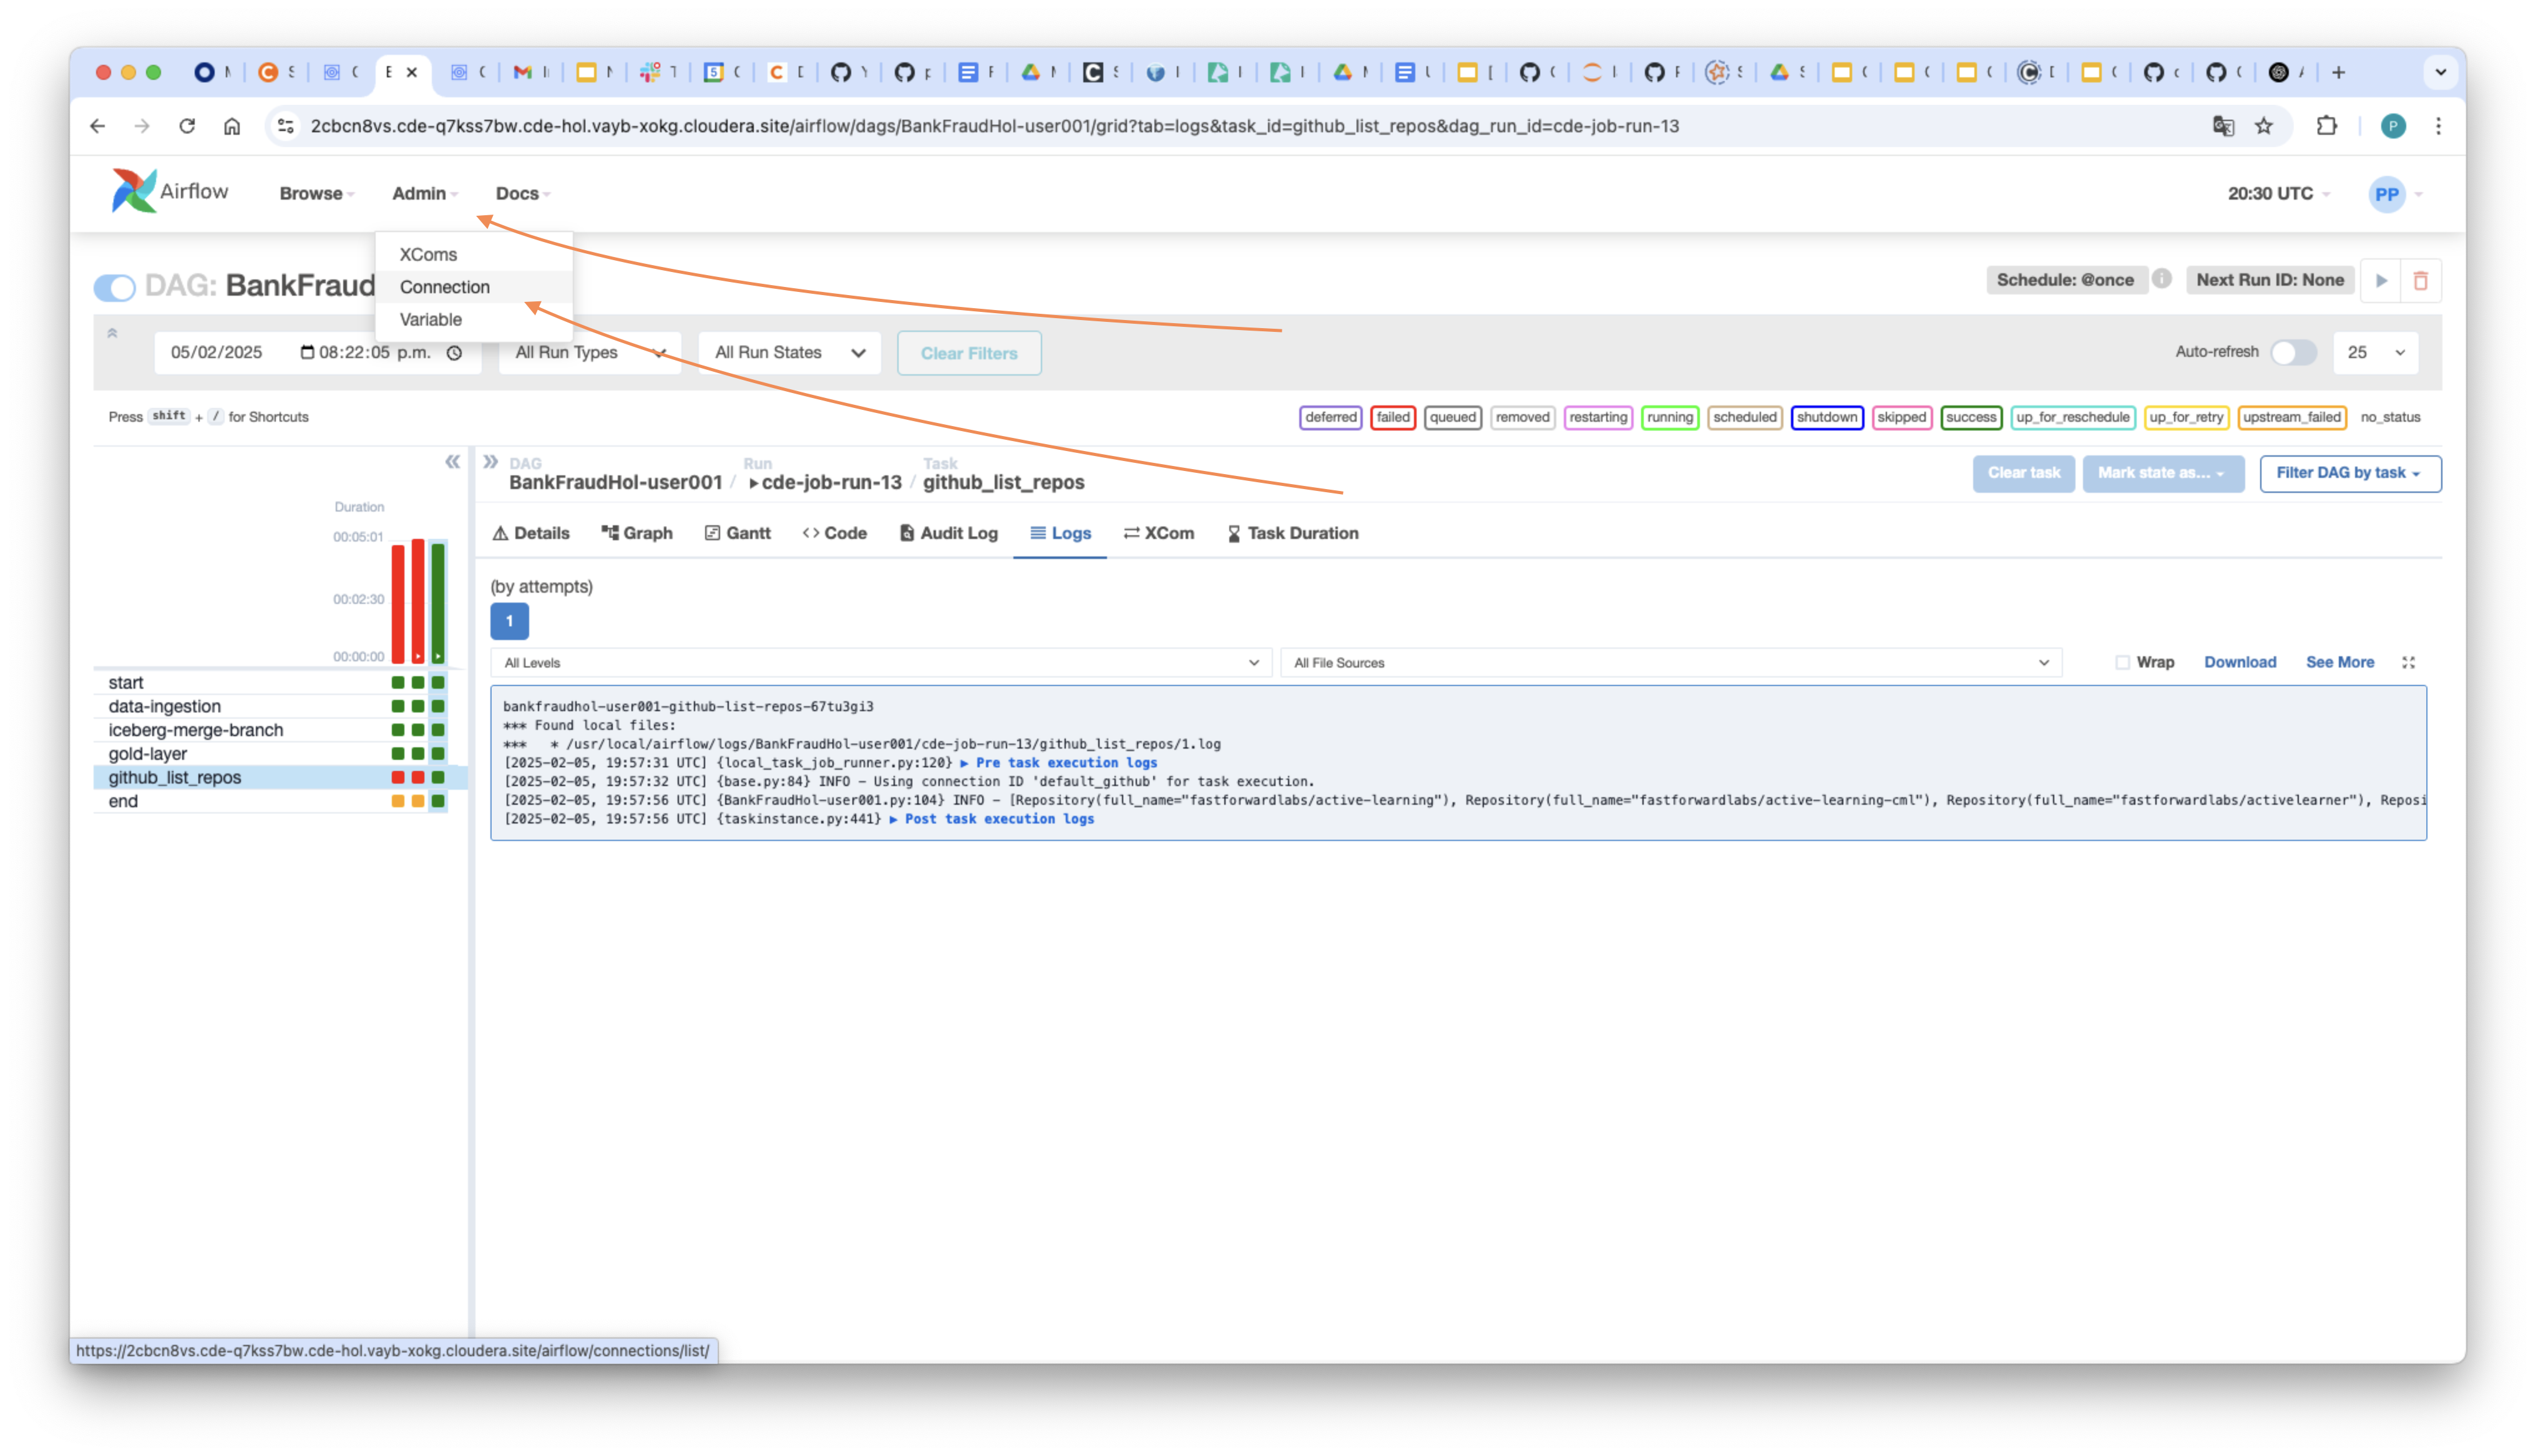 2cbcn8vs.cde-q7kss7bw.cde-hol.vayb-xokg.cloudera.site/airflow/dags/BankFraudHol-user001/grid?tab=logs&task_id=github_list_repos&dag_run_id=cde-job-run-13
P
Airflow Browse Admin Docs 20:30 UTC PP
XComs
Connection
Variable
DAG: BankFraud Schedule: @once Next Run ID: None
05/02/2025 08:22:05 p.m. All Run Types All Run States Clear Filters Auto-refresh 25
Press shift + / for Shortcuts deferred failed queued removed restarting running scheduled shutdown skipped success up_for_reschedule up_for_retry upstream_failed no_status
DAG Run Task
BankFraudHol-user001 / cde-job-run-13 / github_list_repos Clear task Mark state as... Filter DAG by task
Duration
00:05:01
00:02:30
00:00:00
start
data-ingestion
iceberg-merge-branch
gold-layer
github_list_repos
end
Details Graph Gantt Code Audit Log Logs XCom Task Duration
(by attempts)
1
All Levels All File Sources Wrap Download See More
bankfraudhol-user001-github-list-repos-67tu3gi3
*** Found local files:
***   * /usr/local/airflow/logs/BankFraudHol-user001/cde-job-run-13/github_list_repos/1.log
[2025-02-05, 19:57:31 UTC] {local_task_job_runner.py:120} ▶ Pre task execution logs
[2025-02-05, 19:57:32 UTC] {base.py:84} INFO - Using connection ID 'default_github' for task execution.
[2025-02-05, 19:57:56 UTC] {BankFraudHol-user001.py:104} INFO - [Repository(full_name="fastforwardlabs/active-learning"), Repository(full_name="fastforwardlabs/active-learning-cml"), Repository(full_name="fastforwardlabs/activelearner"), Reposi
[2025-02-05, 19:57:56 UTC] {taskinstance.py:441} ▶ Post task execution logs
https://2cbcn8vs.cde-q7kss7bw.cde-hol.vayb-xokg.cloudera.site/airflow/connections/list/